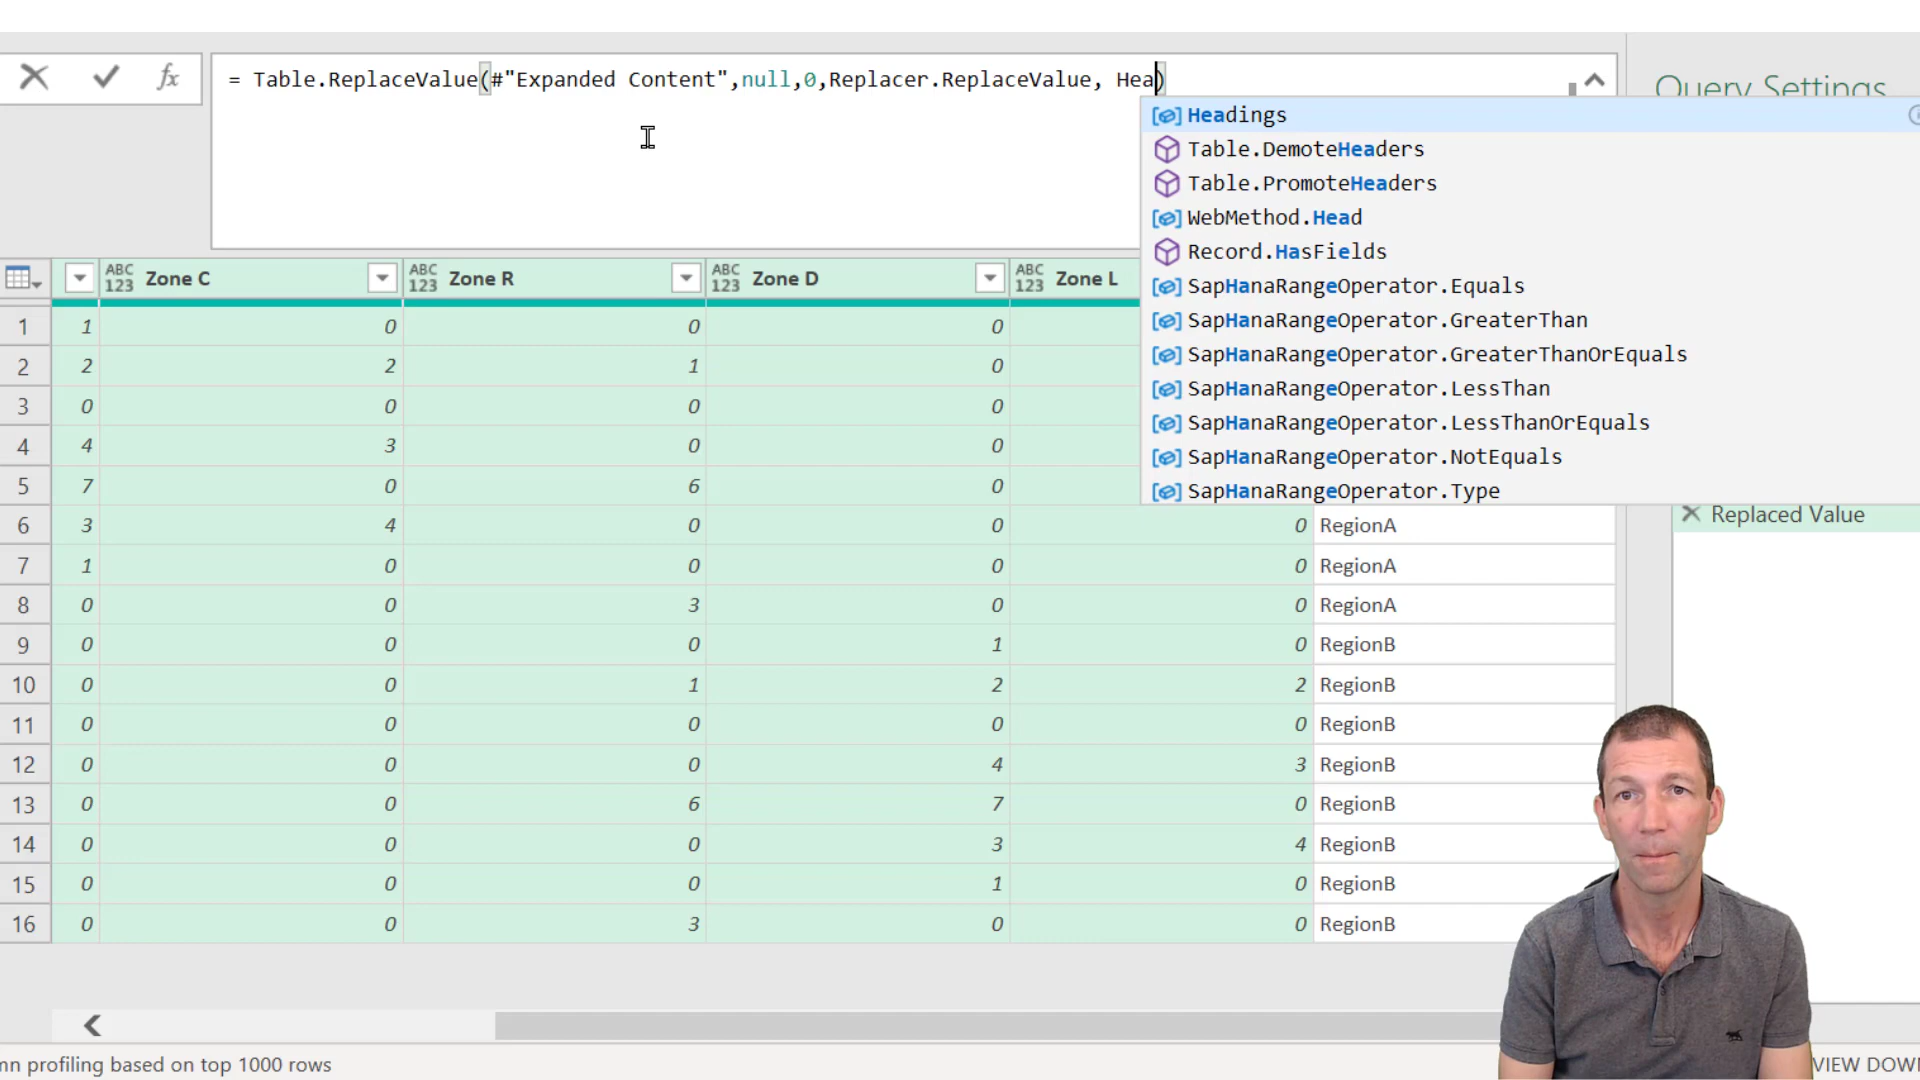 = Table.ReplaceValue(#"Expanded Content",null,0,Replacer.ReplaceValue, Hea)
Query Settings
Headings
Table.DemoteHeaders
Table.PromoteHeaders
WebMethod.Head
Record.HasFields
SapHanaRangeOperator.Equals
SapHanaRangeOperator.GreaterThan
SapHanaRangeOperator.GreaterThanOrEquals
SapHanaRangeOperator.LessThan
SapHanaRangeOperator.LessThanOrEquals
SapHanaRangeOperator.NotEquals
SapHanaRangeOperator.Type
Replaced Value
ABC 123 Zone C ABC 123 Zone R ABC 123 Zone D ABC 123 Zone L
1 1 0 0 0
2 2 2 1 0
3 0 0 0 0
4 4 3 0 0
5 7 0 6 0
6 3 4 0 0 0 RegionA
7 1 0 0 0 0 RegionA
8 0 0 3 0 0 RegionA
9 0 0 0 1 0 RegionB
10 0 0 1 2 2 RegionB
11 0 0 0 0 0 RegionB
12 0 0 0 4 3 RegionB
13 0 0 6 7 0 RegionB
14 0 0 0 3 4 RegionB
15 0 0 0 1 0 RegionB
16 0 0 3 0 0 RegionB
mn profiling based on top 1000 rows
VIEW DOW